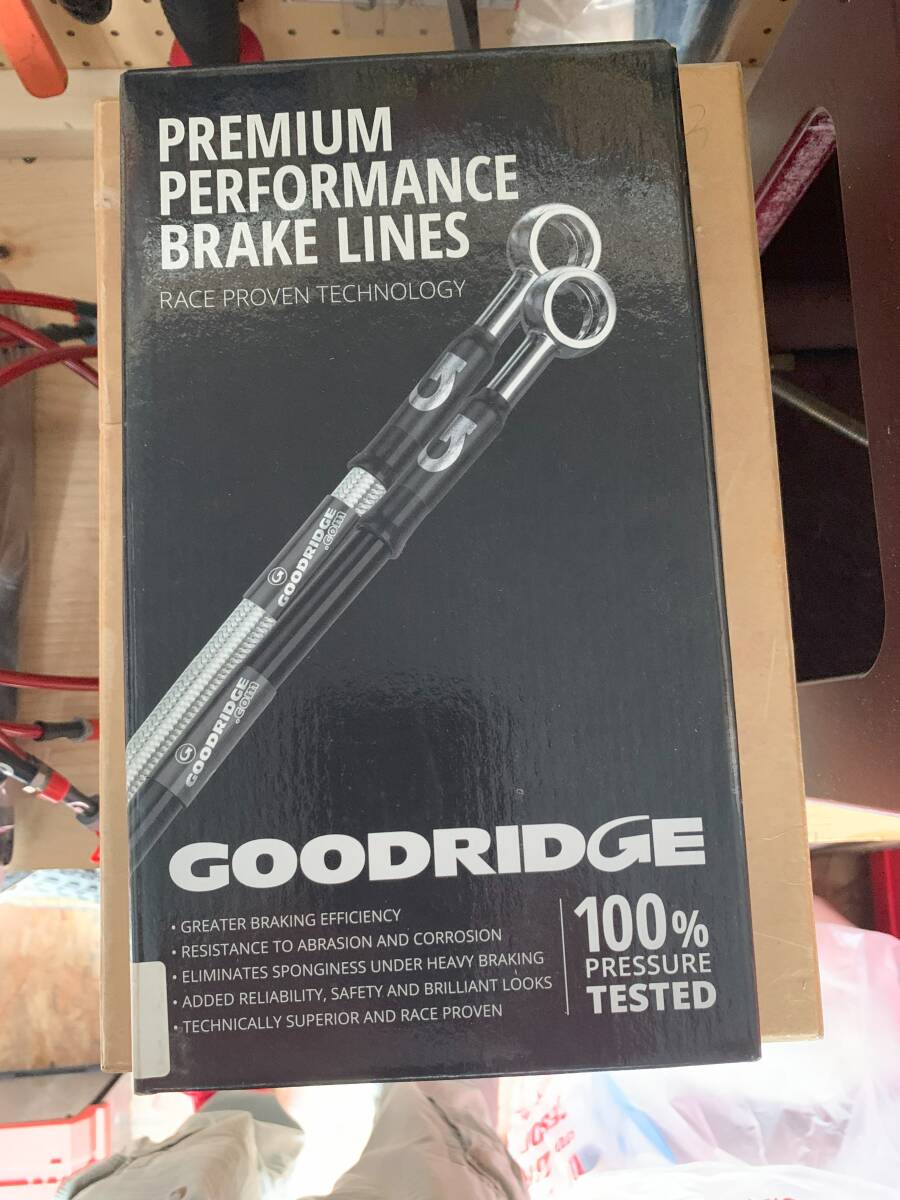 PREMIUM
PERFORMANCE
BRAKE LINES
RACE PROVEN TECHNOLOGY
GOODRIDGE
.com
GOODRIDGE
.com
GOODRIDGE
• GREATER BRAKING EFFICIENCY
• RESISTANCE TO ABRASION AND CORROSION
• ELIMINATES SPONGINESS UNDER HEAVY BRAKING
• ADDED RELIABILITY, SAFETY AND BRILLIANT LOOKS
• TECHNICALLY SUPERIOR AND RACE PROVEN
100%
PRESSURE
TESTED